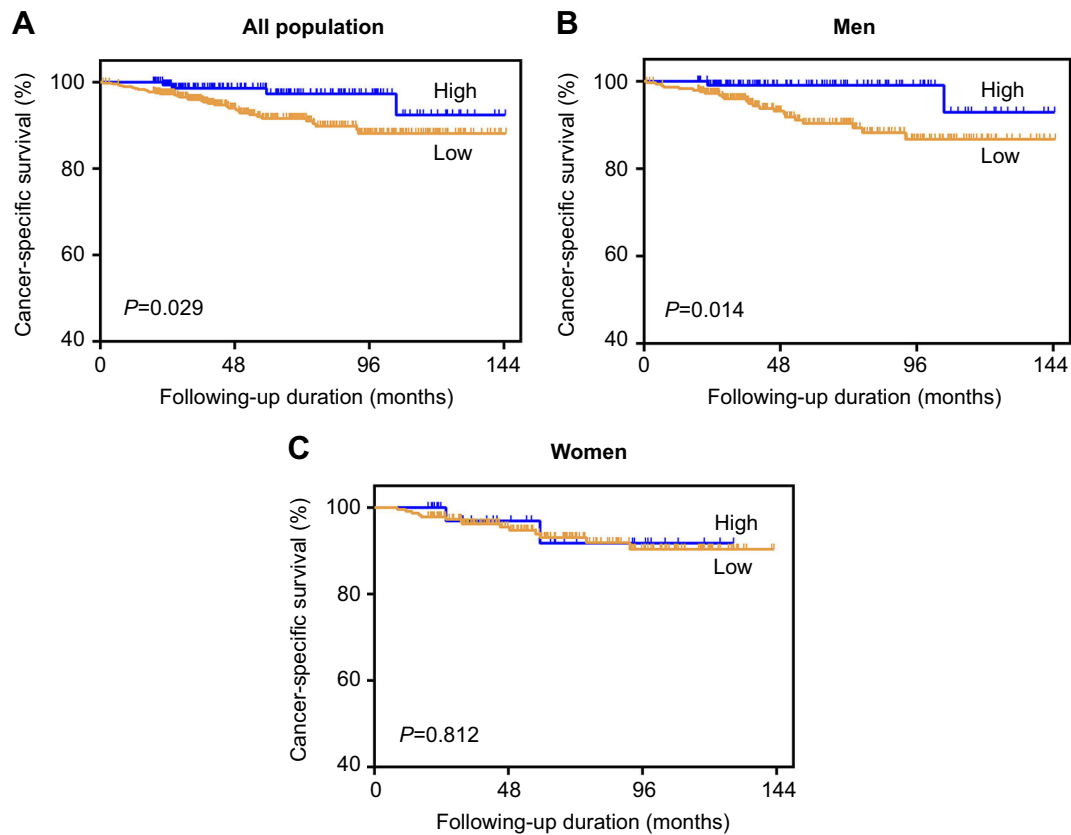 A
All population
Cancer-specific survival (%)
100
80
60
40
High
Low
P=0.029
0 48 96 144
Following-up duration (months)
B
Men
Cancer-specific survival (%)
100
80
60
40
High
Low
P=0.014
0 48 96 144
Following-up duration (months)
C
Women
Cancer-specific survival (%)
100
80
60
40
High
Low
P=0.812
0 48 96 144
Following-up duration (months)